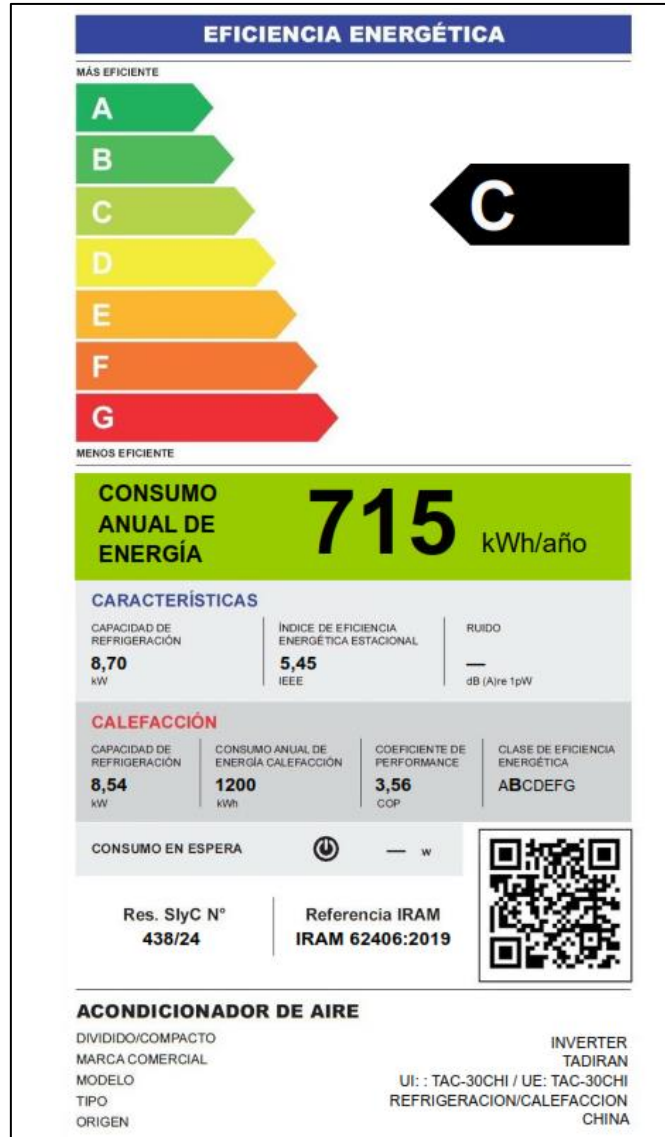 EFICIENCIA ENERGÉTICA
MÁS EFICIENTE
A
B
C
C
D
E
F
G
MENOS EFICIENTE
CONSUMO
ANUAL DE
ENERGÍA
715 kWh/año
CARACTERÍSTICAS
CAPACIDAD DE
REFRIGERACIÓN
8,70
kW
ÍNDICE DE EFICIENCIA
ENERGÉTICA ESTACIONAL
5,45
IEEE
RUIDO
—
dB (A)re 1pW
CALEFACCIÓN
CAPACIDAD DE
REFRIGERACIÓN
8,54
kW
CONSUMO ANUAL DE
ENERGÍA CALEFACCIÓN
1200
kWh
COEFICIENTE DE
PERFORMANCE
3,56
COP
CLASE DE EFICIENCIA
ENERGÉTICA
ABCDEFG
CONSUMO EN ESPERA — w
Res. SIyC N°
438/24
Referencia IRAM
IRAM 62406:2019
ACONDICIONADOR DE AIRE
DIVIDIDO/COMPACTO INVERTER
MARCA COMERCIAL TADIRAN
MODELO UI: : TAC-30CHI / UE: TAC-30CHI
TIPO REFRIGERACION/CALEFACCION
ORIGEN CHINA